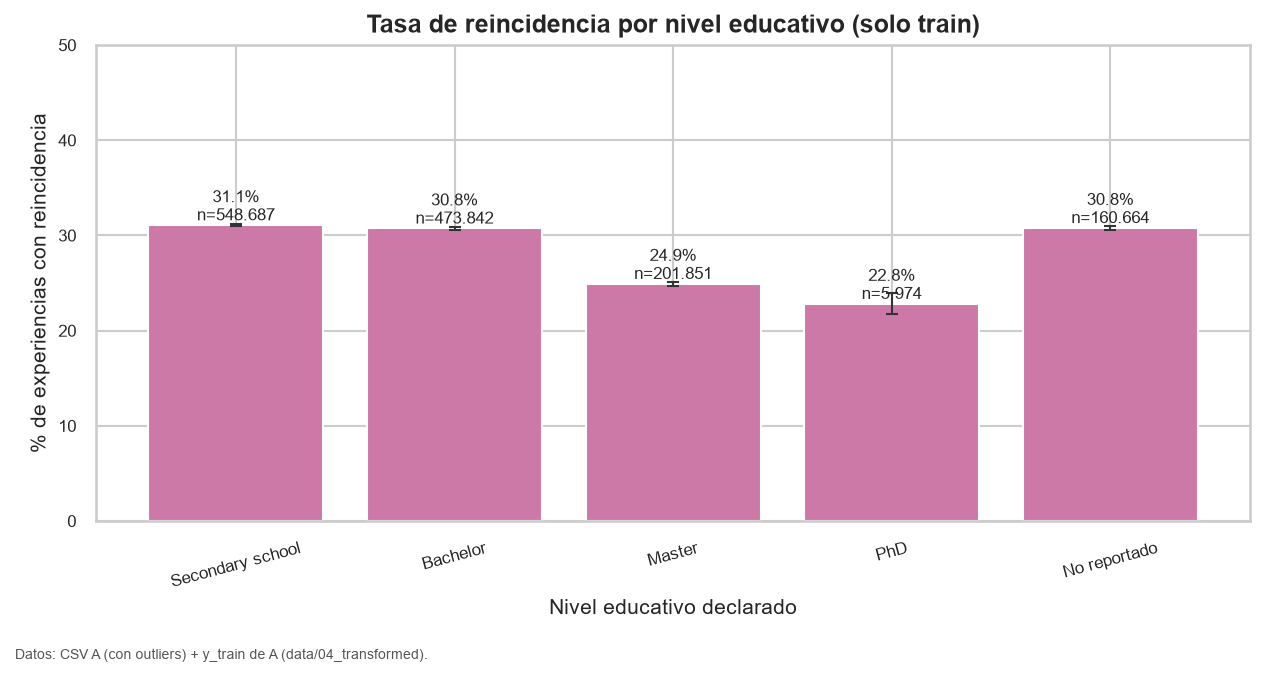 Tasa de reincidencia por nivel educativo (solo train)
% de experiencias con reincidencia
50
40
30
20
10
0
31.1%
n=548.687
30.8%
n=473.842
24.9%
n=201.851
22.8%
n=5.974
30.8%
n=160.664
Secondary school
Bachelor
Master
PhD
No reportado
Nivel educativo declarado
Datos: CSV A (con outliers) + y_train de A (data/04_transformed).